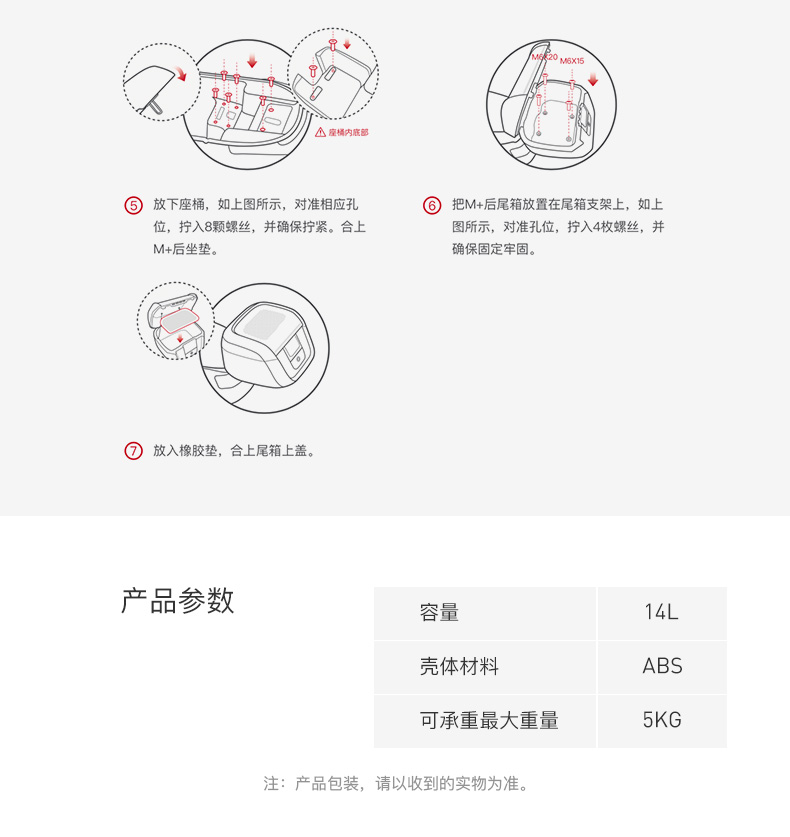 M6X20 M6X15
座桶内底部
5 放下座桶，如上图所示，对准相应孔
位，拧入8颗螺丝，并确保拧紧。合上
M+后坐垫。
6 把M+后尾箱放置在尾箱支架上，如上
图所示，对准孔位，拧入4枚螺丝，并
确保固定牢固。
7 放入橡胶垫，合上尾箱上盖。
产品参数
容量 14L
壳体材料 ABS
可承重最大重量 5KG
注：产品包装，请以收到的实物为准。